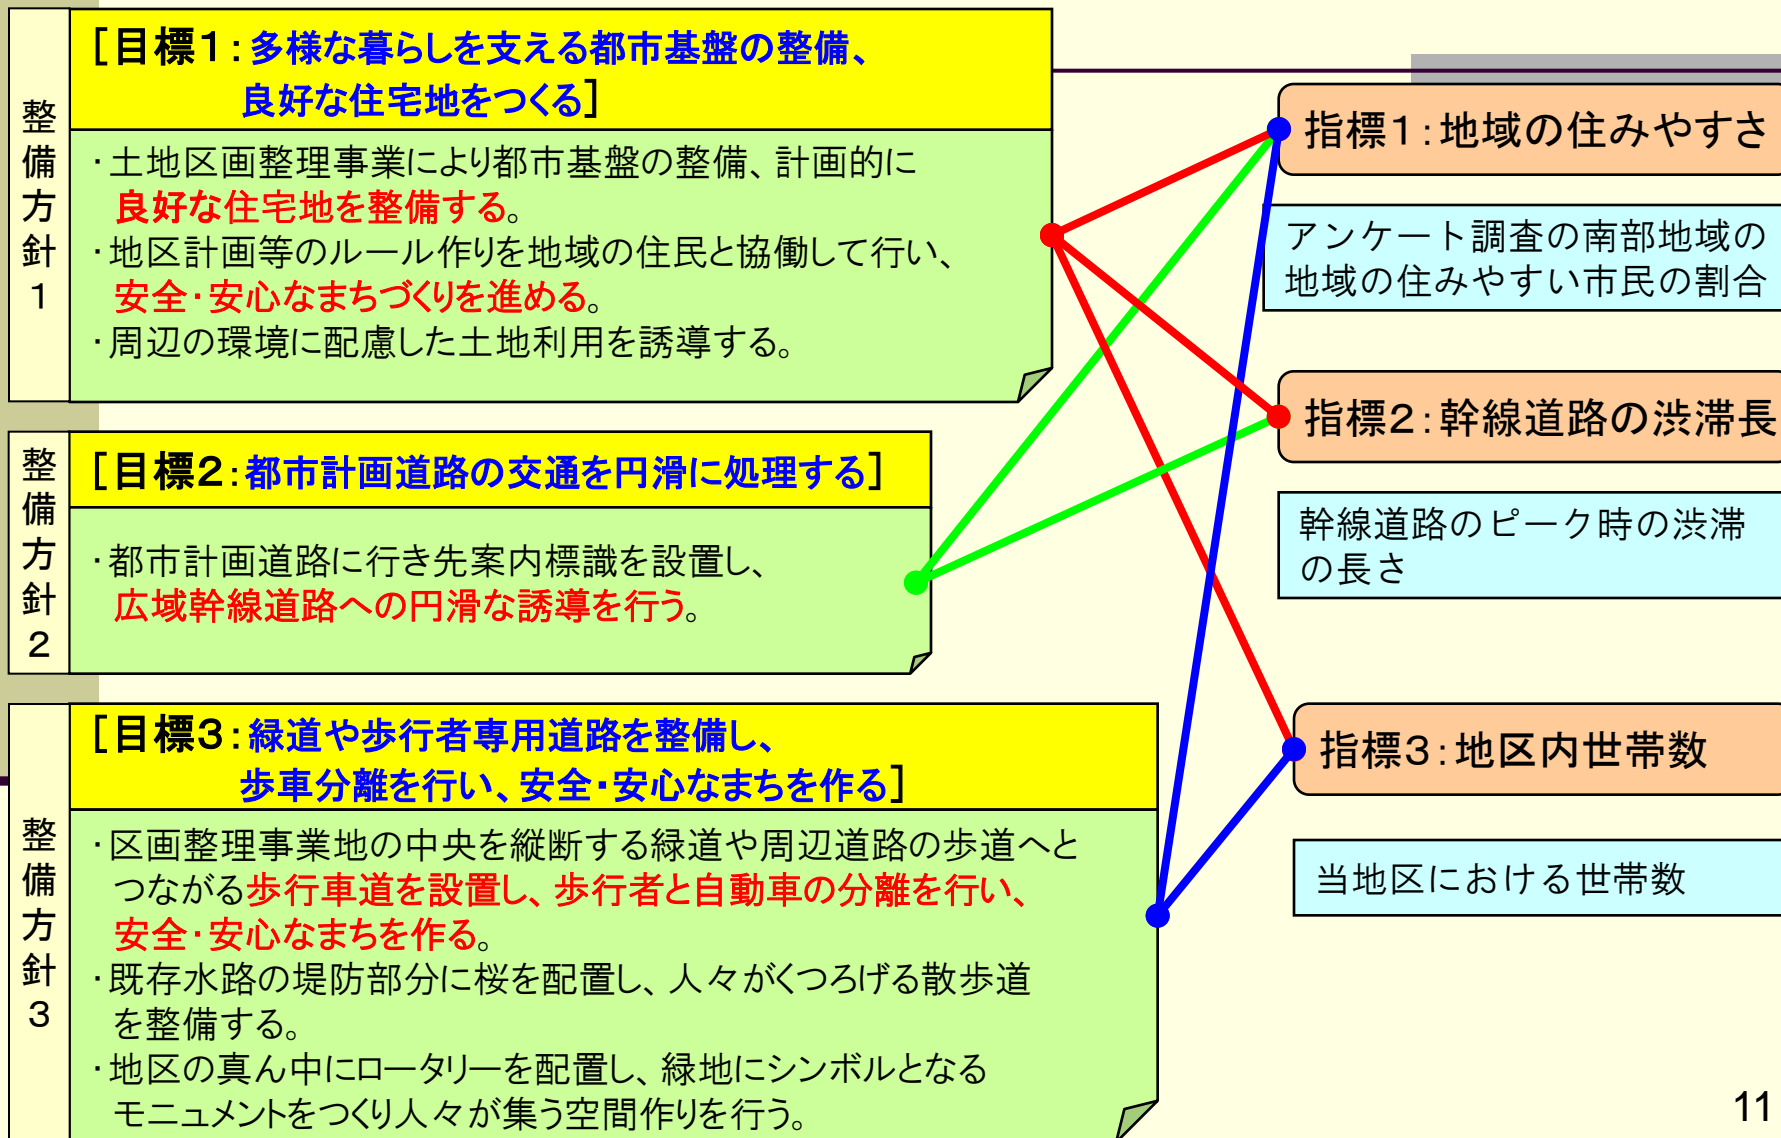 整備方針1
[目標1:多様な暮らしを支える都市基盤の整備、
良好な住宅地をつくる]
・土地区画整理事業により都市基盤の整備、計画的に
良好な住宅地を整備する。
・地区計画等のルール作りを地域の住民と協働して行い、
安全・安心なまちづくりを進める。
・周辺の環境に配慮した土地利用を誘導する。
整備方針2
[目標2:都市計画道路の交通を円滑に処理する]
・都市計画道路に行き先案内標識を設置し、
広域幹線道路への円滑な誘導を行う。
整備方針3
[目標3:緑道や歩行者専用道路を整備し、
歩車分離を行い、安全・安心なまちを作る]
・区画整理事業地の中央を縦断する緑道や周辺道路の歩道へと
つながる歩行車道を設置し、歩行者と自動車の分離を行い、
安全・安心なまちを作る。
・既存水路の堤防部分に桜を配置し、人々がくつろげる散歩道
を整備する。
・地区の真ん中にロータリーを配置し、緑地にシンボルとなる
モニュメントをつくり人々が集う空間作りを行う。
指標1:地域の住みやすさ
アンケート調査の南部地域の
地域の住みやすい市民の割合
指標2:幹線道路の渋滞長
幹線道路のピーク時の渋滞
の長さ
指標3:地区内世帯数
当地区における世帯数
11